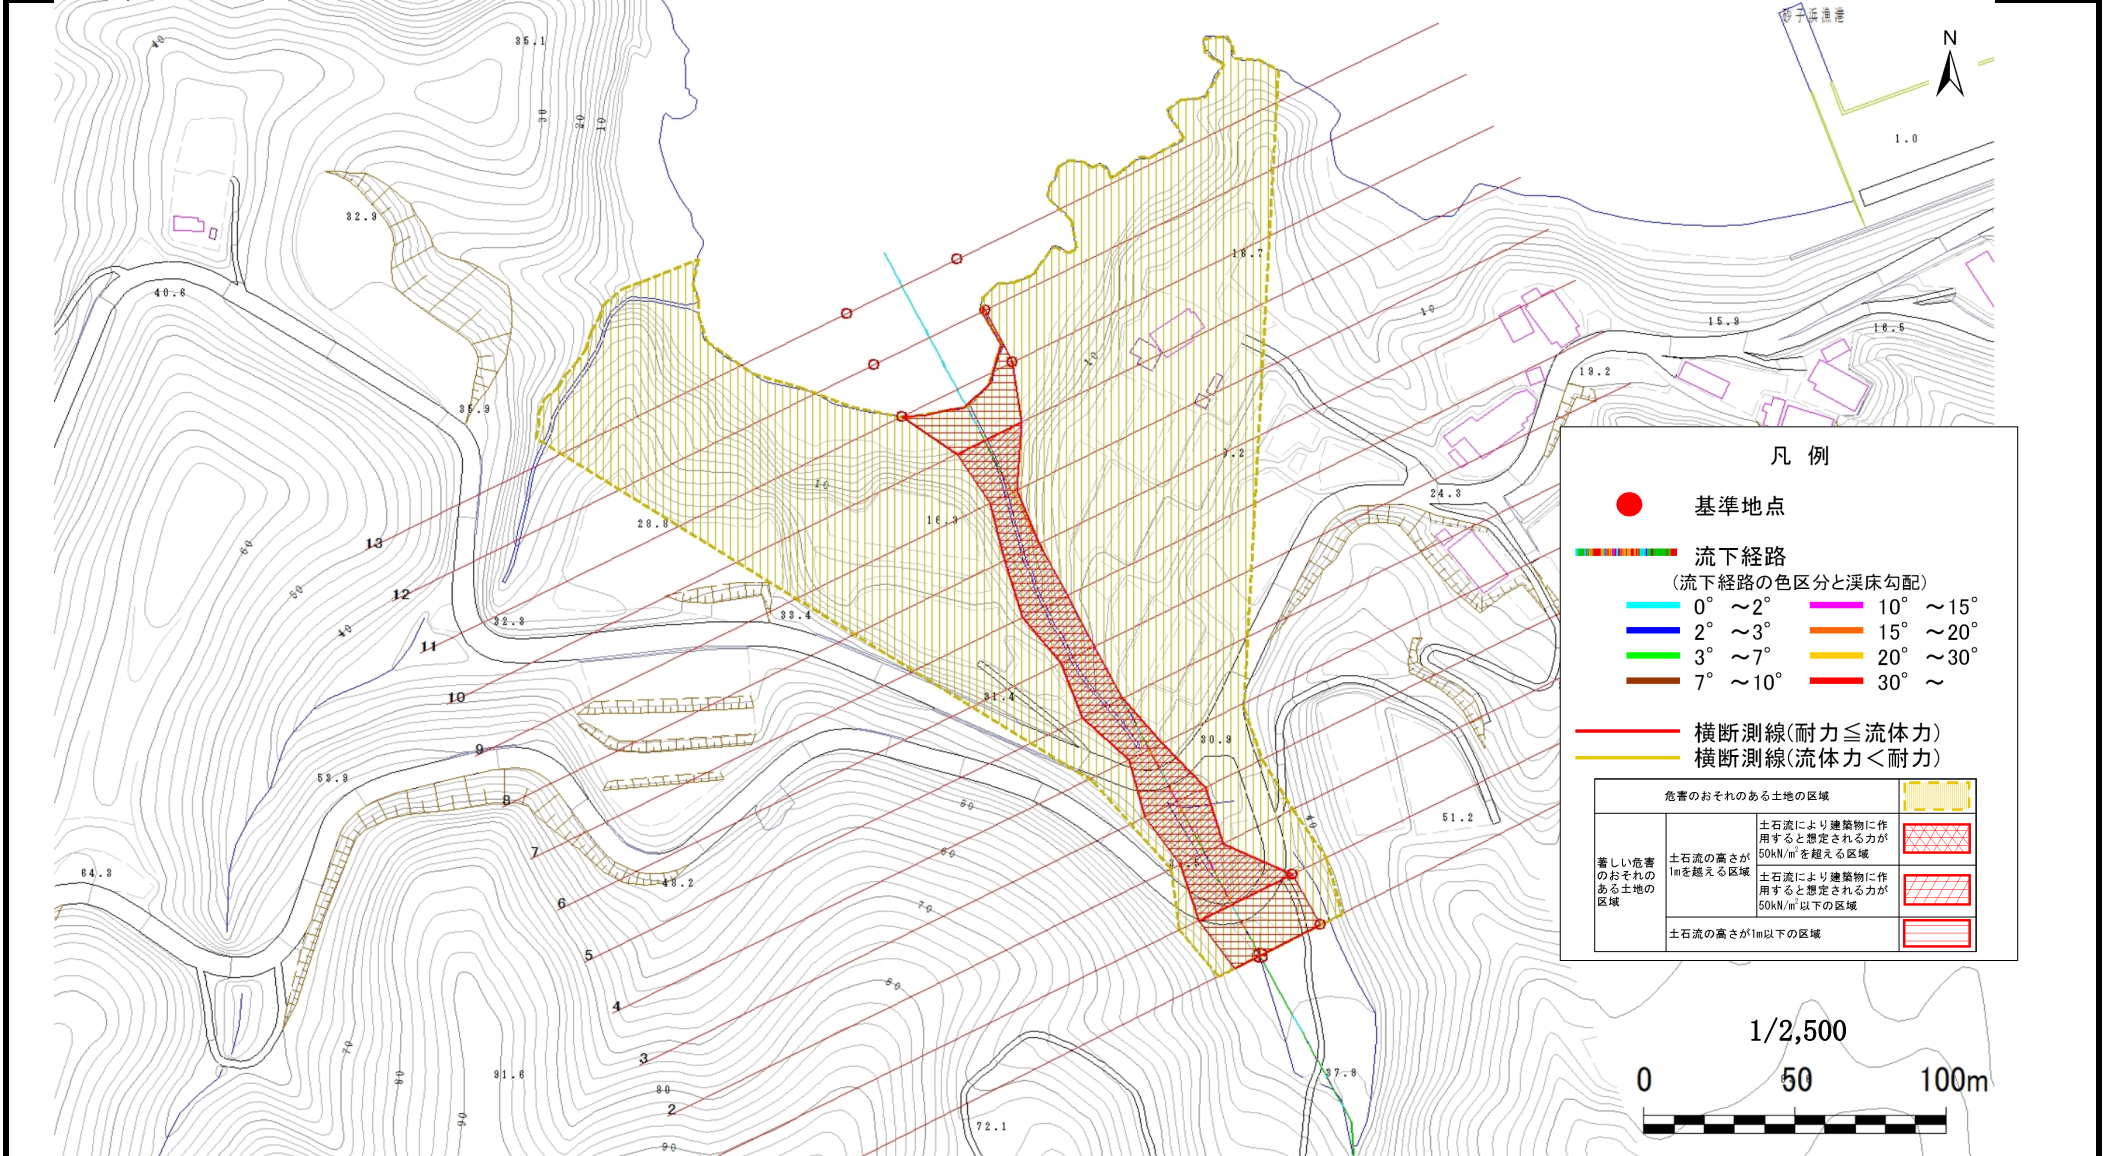 砂子浜漁港
N
40
35.1
30
20
10
1.0
32.9
18.7
40.6
10
15.9
16.5
10
19.2
35.9
10
24.3
28.8
16.3
13
60
50
12
40
32.3
33.4
11
10
31.4
9
30.9
53.9
8
60
40
51.2
7
60
64.3
48.2
6
70
5
80
4
3
70
80
91.6
80
37.8
2
90
72.1
90
凡 例
基準地点
流下経路
(流下経路の色区分と渓床勾配)
0° ～2° 10° ～15°
2° ～3° 15° ～20°
3° ～7° 20° ～30°
7° ～10° 30° ～
横断測線(耐力≦流体力)
横断測線(流体力<耐力)
危害のおそれのある土地の区域
著しい危害
のおそれの
ある土地の
区域
土石流の高さが
1mを越える区域
土石流により建築物に作
用すると想定される力が
50kN/㎡を超える区域
土石流により建築物に作
用すると想定される力が
50kN/㎡以下の区域
土石流の高さが1m以下の区域
1/2,500
0 50 100m